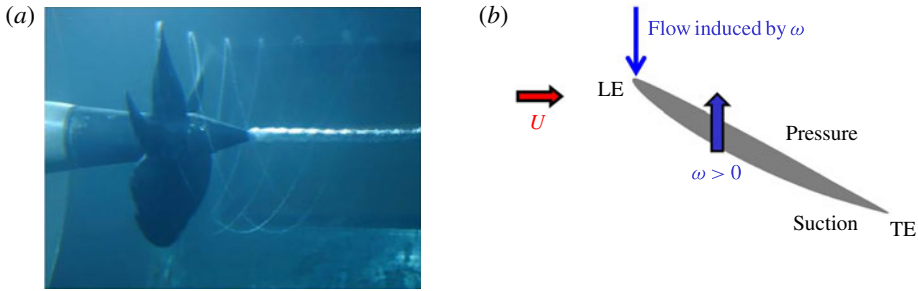 (a)
(b)
Flow induced by ω
LE
U
Pressure
ω > 0
Suction
TE